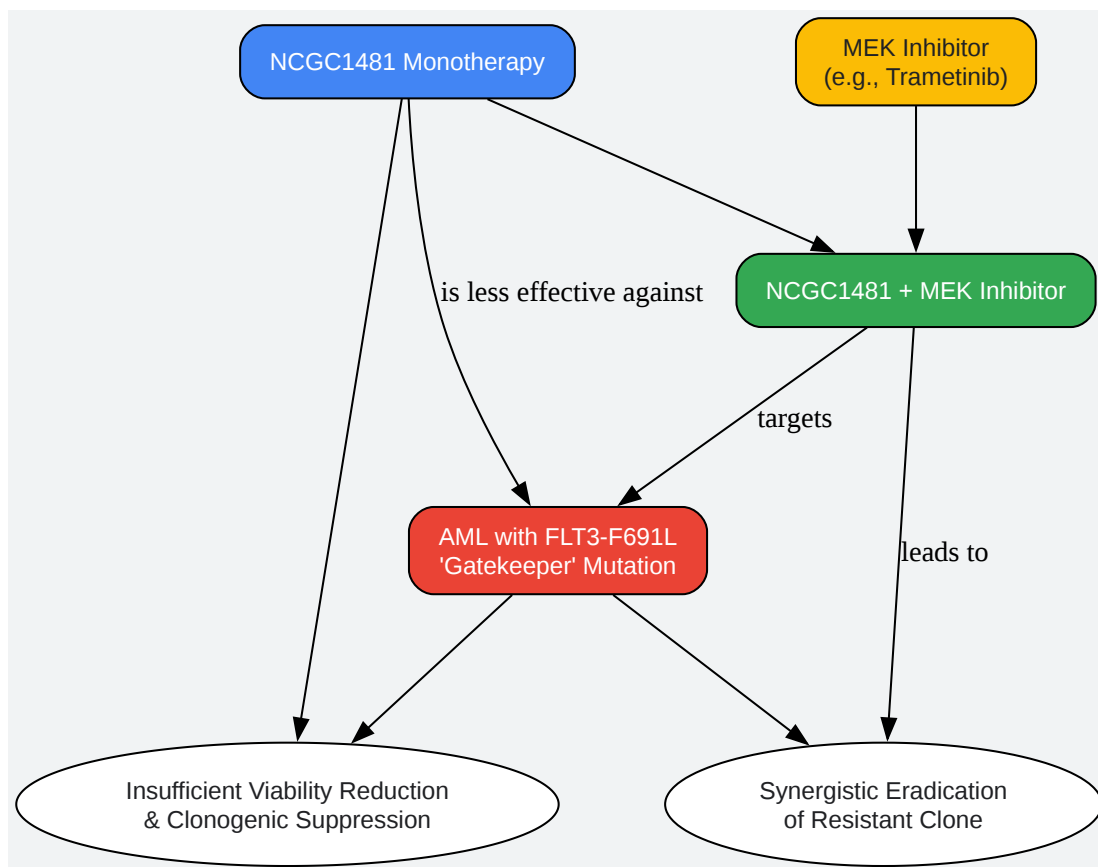 NCGC1481 Monotherapy
MEK Inhibitor
(e.g., Trametinib)
is less effective against
NCGC1481 + MEK Inhibitor
targets
AML with FLT3-F691L
'Gatekeeper' Mutation
leads to
Insufficient Viability Reduction
& Clonogenic Suppression
Synergistic Eradication
of Resistant Clone